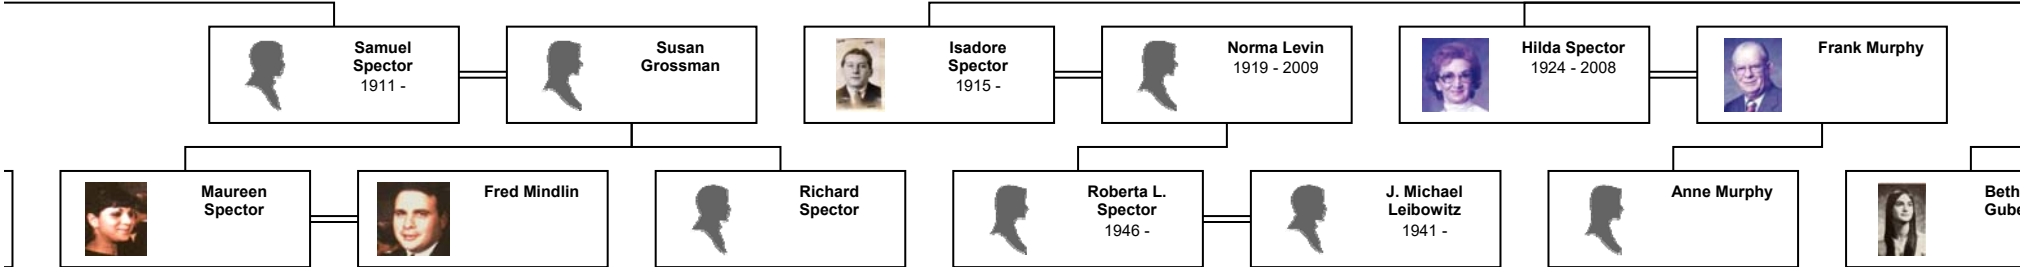 Samuel
Spector
1911 -
Susan
Grossman
Isadore
Spector
1915 -
Norma Levin
1919 - 2009
Hilda Spector
1924 - 2008
Frank Murphy
Maureen
Spector
Fred Mindlin
Richard
Spector
Roberta L.
Spector
1946 -
J. Michael
Leibowitz
1941 -
Anne Murphy
Beth